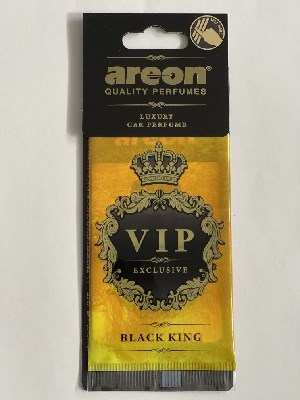 areon
QUALITY PERFUMES
LUXURY
CAR PERFUME
VIP
EXCLUSIVE
BLACK KING